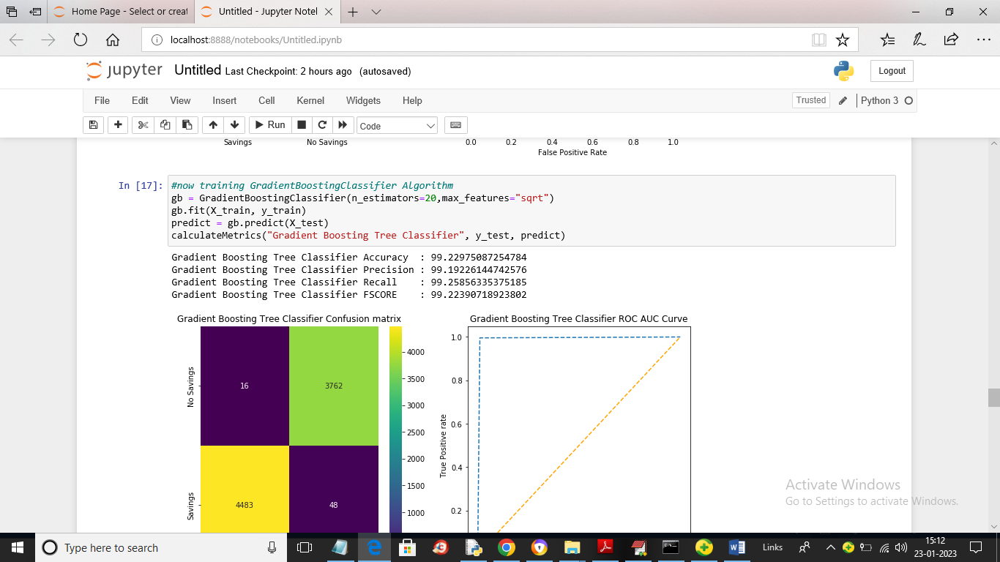 Home Page - Select or creat
Untitled - Jupyter Notel
localhost:8888/notebooks/Untitled.ipynb
jupyter Untitled Last Checkpoint: 2 hours ago (autosaved)
Logout
File Edit View Insert Cell Kernel Widgets Help
Trusted
Python 3
Run
Code
Savings No Savings
0.0 0.2 0.4 0.6 0.8 1.0
False Positive Rate
In [17]: #now training GradientBoostingClassifier Algorithm
gb = GradientBoostingClassifier(n_estimators=20,max_features="sqrt")
gb.fit(X_train, y_train)
predict = gb.predict(X_test)
calculateMetrics("Gradient Boosting Tree Classifier", y_test, predict)
Gradient Boosting Tree Classifier Accuracy : 99.22975087254784
Gradient Boosting Tree Classifier Precision : 99.19226144742576
Gradient Boosting Tree Classifier Recall : 99.25856335375185
Gradient Boosting Tree Classifier FSCORE : 99.22390718923802
Gradient Boosting Tree Classifier Confusion matrix
No Savings
16
3762
Savings
4483
48
4000
3500
3000
2500
2000
1500
1000
Gradient Boosting Tree Classifier ROC AUC Curve
True Positive rate
1.0
0.8
0.6
0.4
0.2
Activate Windows
Go to Settings to activate Windows.
Type here to search
Links
15:12
23-01-2023